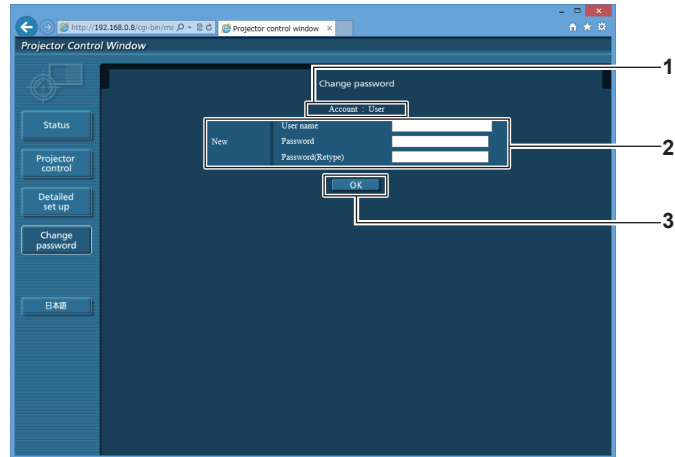 http://192.168.0.8/cgi-bin/ma
Projector control window
Projector Control Window
1
Change password
Account : User
Status
New
User name
Password
Password(Retype)
2
Projector
control
OK
Detailed
set up
3
Change
password
日本語